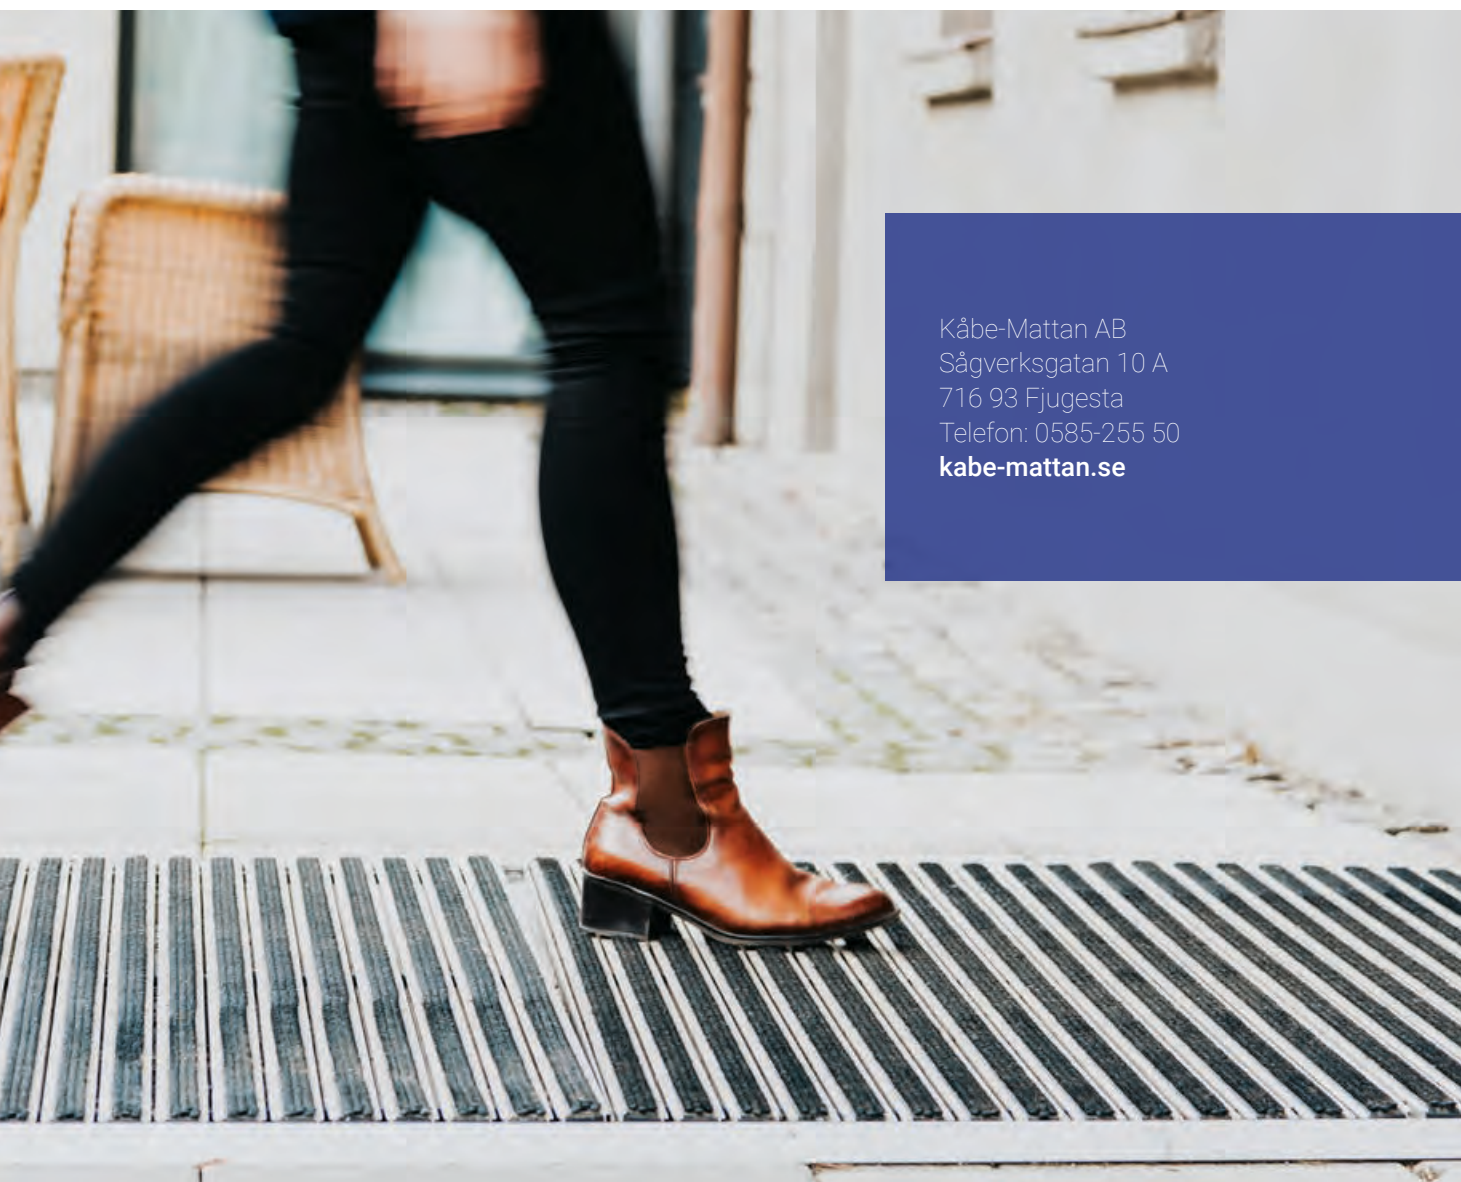 Kåbe-Mattan AB
Sågverksgatan 10 A
716 93 Fjugesta
Telefon: 0585-255 50
kabe-mattan.se